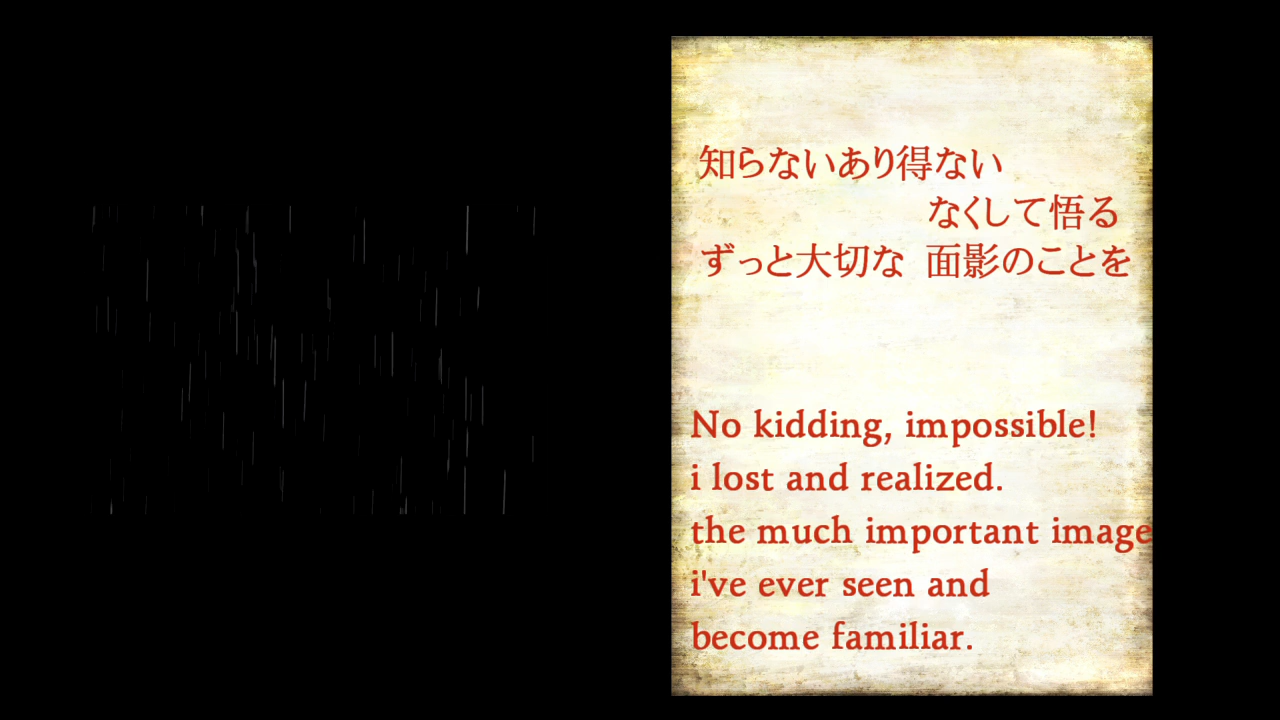 知らないあり得ない
なくして悟る
ずっと大切な 面影のことを
No kidding, impossible!
i lost and realized.
the much important image
i've ever seen and
become familiar.